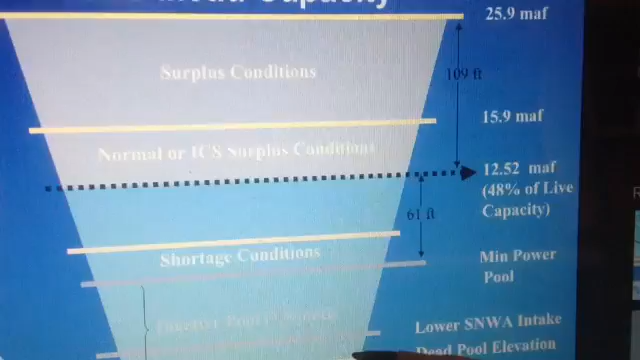 Capacity
25.9 maf
Surplus Conditions
109 ft
15.9 maf
Normal or ICS Surplus Conditions
12.52 maf
(48% of Live
Capacity)
61 ft
Shortage Conditions
Min Power
Pool
Lower SNWA Intake
Dead Pool Elevation